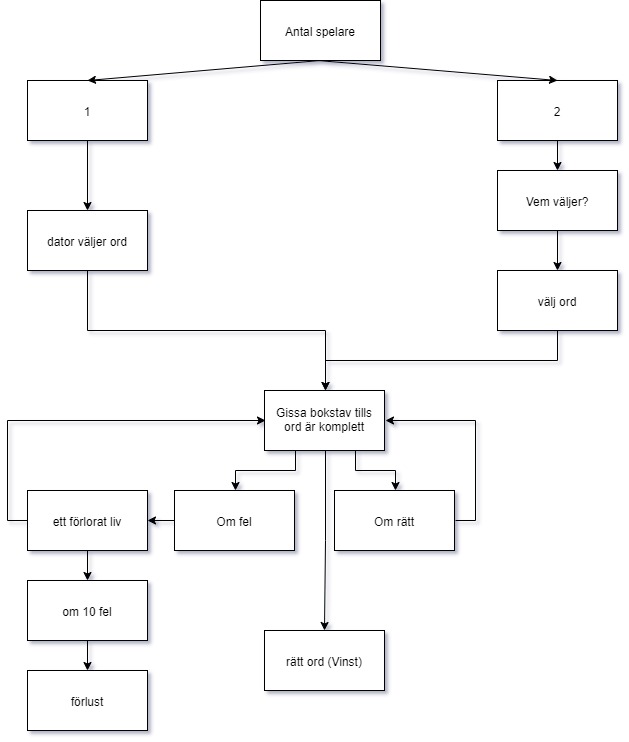 Antal spelare
1
2
Vem väljer?
dator väljer ord
välj ord
Gissa bokstav tills
ord är komplett
ett förlorat liv
Om fel
Om rätt
om 10 fel
rätt ord (Vinst)
förlust